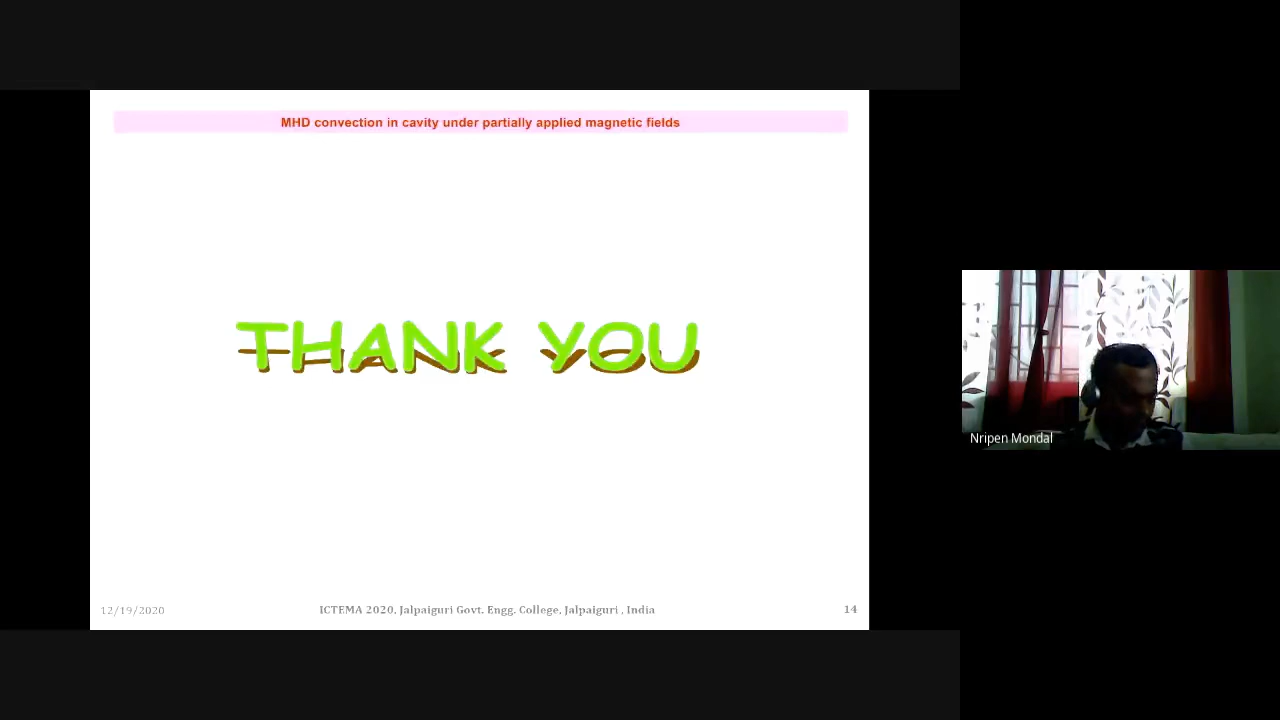 MHD convection in cavity under partially applied magnetic fields
THANK YOU
Nripen Mondal
12/19/2020
ICTEMA 2020, Jalpaiguri Govt. Engg. College, Jalpaiguri , India
14